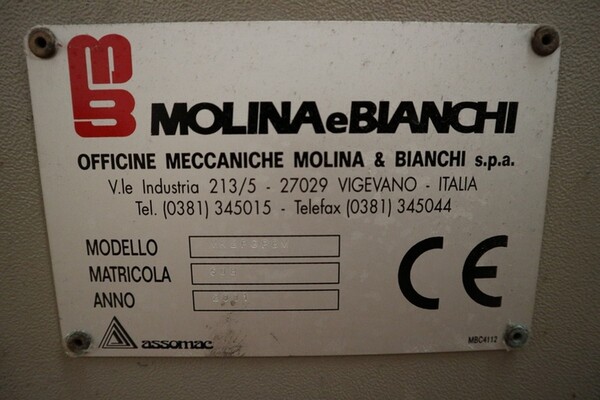 MB
MOLINAeBIANCHI
OFFICINE MECCANICHE MOLINA & BIANCHI s.p.a.
V.le Industria 213/5 - 27029 VIGEVANO - ITALIA
Tel. (0381) 345015 - Telefax (0381) 345044
MODELLO
MATRICOLA
ANNO
CE
assomac
MBC4112